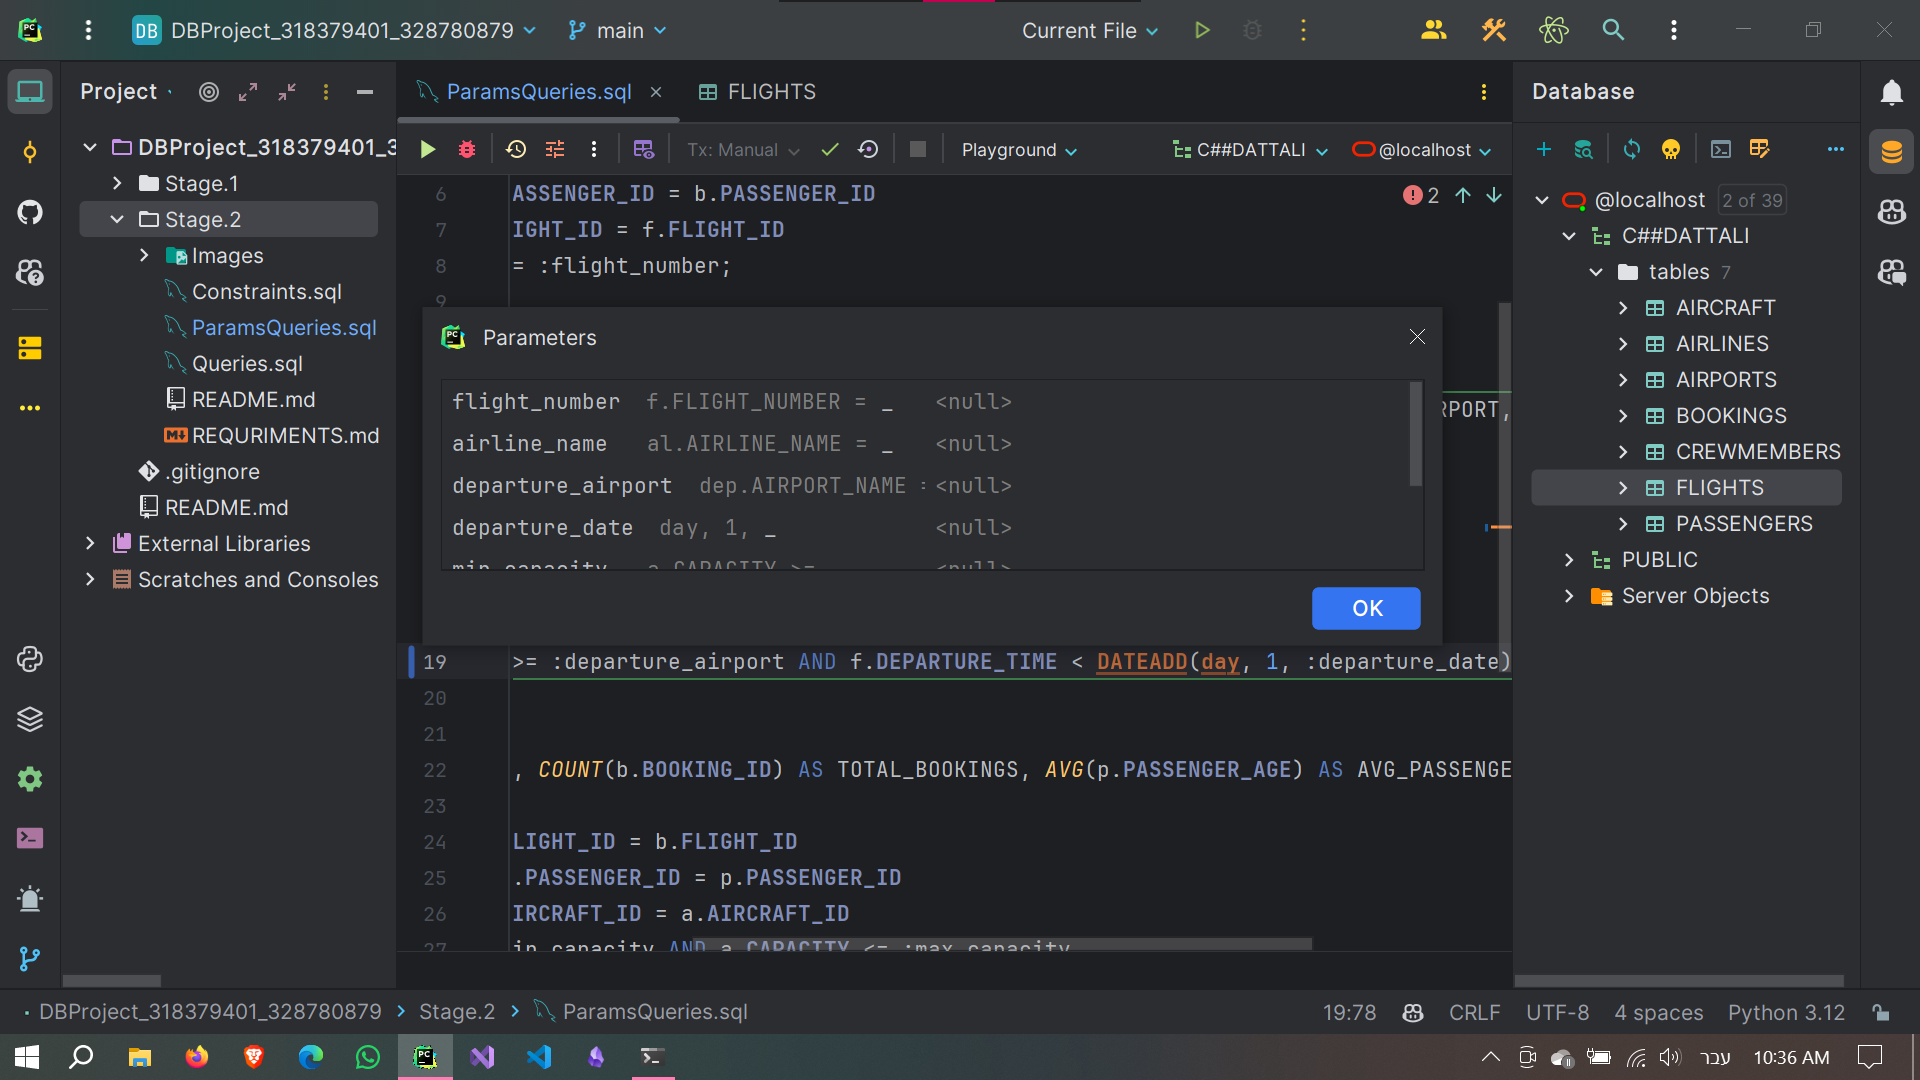 DB DBProject_318379401_328780879 main Current File
Project
ParamsQueries.sql
FLIGHTS
Database
Tx: Manual
Playground
C##DATTALI
@localhost
DBProject_318379401_3
Stage.1
Stage.2
Images
Constraints.sql
ParamsQueries.sql
Queries.sql
README.md
REQURIMENTS.md
.gitignore
README.md
External Libraries
Scratches and Consoles
2
6 ASSENGER_ID = b.PASSENGER_ID
7 IGHT_ID = f.FLIGHT_ID
8 = :flight_number;
9
Parameters
flight_number f.FLIGHT_NUMBER = _ <null>
airline_name al.AIRLINE_NAME = _ <null>
departure_airport dep.AIRPORT_NAME = <null>
departure_date day, 1, _ <null>
min_capacity a.CAPACITY >= <null>
OK
RPORT,
19 >= :departure_airport AND f.DEPARTURE_TIME < DATEADD(day, 1, :departure_date)
20
21
22 , COUNT(b.BOOKING_ID) AS TOTAL_BOOKINGS, AVG(p.PASSENGER_AGE) AS AVG_PASSENGE
23
24 LIGHT_ID = b.FLIGHT_ID
25 .PASSENGER_ID = p.PASSENGER_ID
26 IRCRAFT_ID = a.AIRCRAFT_ID
27 in_capacity AND a.CAPACITY <= :max_capacity
@localhost 2 of 39
C##DATTALI
tables 7
AIRCRAFT
AIRLINES
AIRPORTS
BOOKINGS
CREWMEMBERS
FLIGHTS
PASSENGERS
PUBLIC
Server Objects
DBProject_318379401_328780879 Stage.2 ParamsQueries.sql
19:78 CRLF UTF-8 4 spaces Python 3.12
עבר 10:36 AM